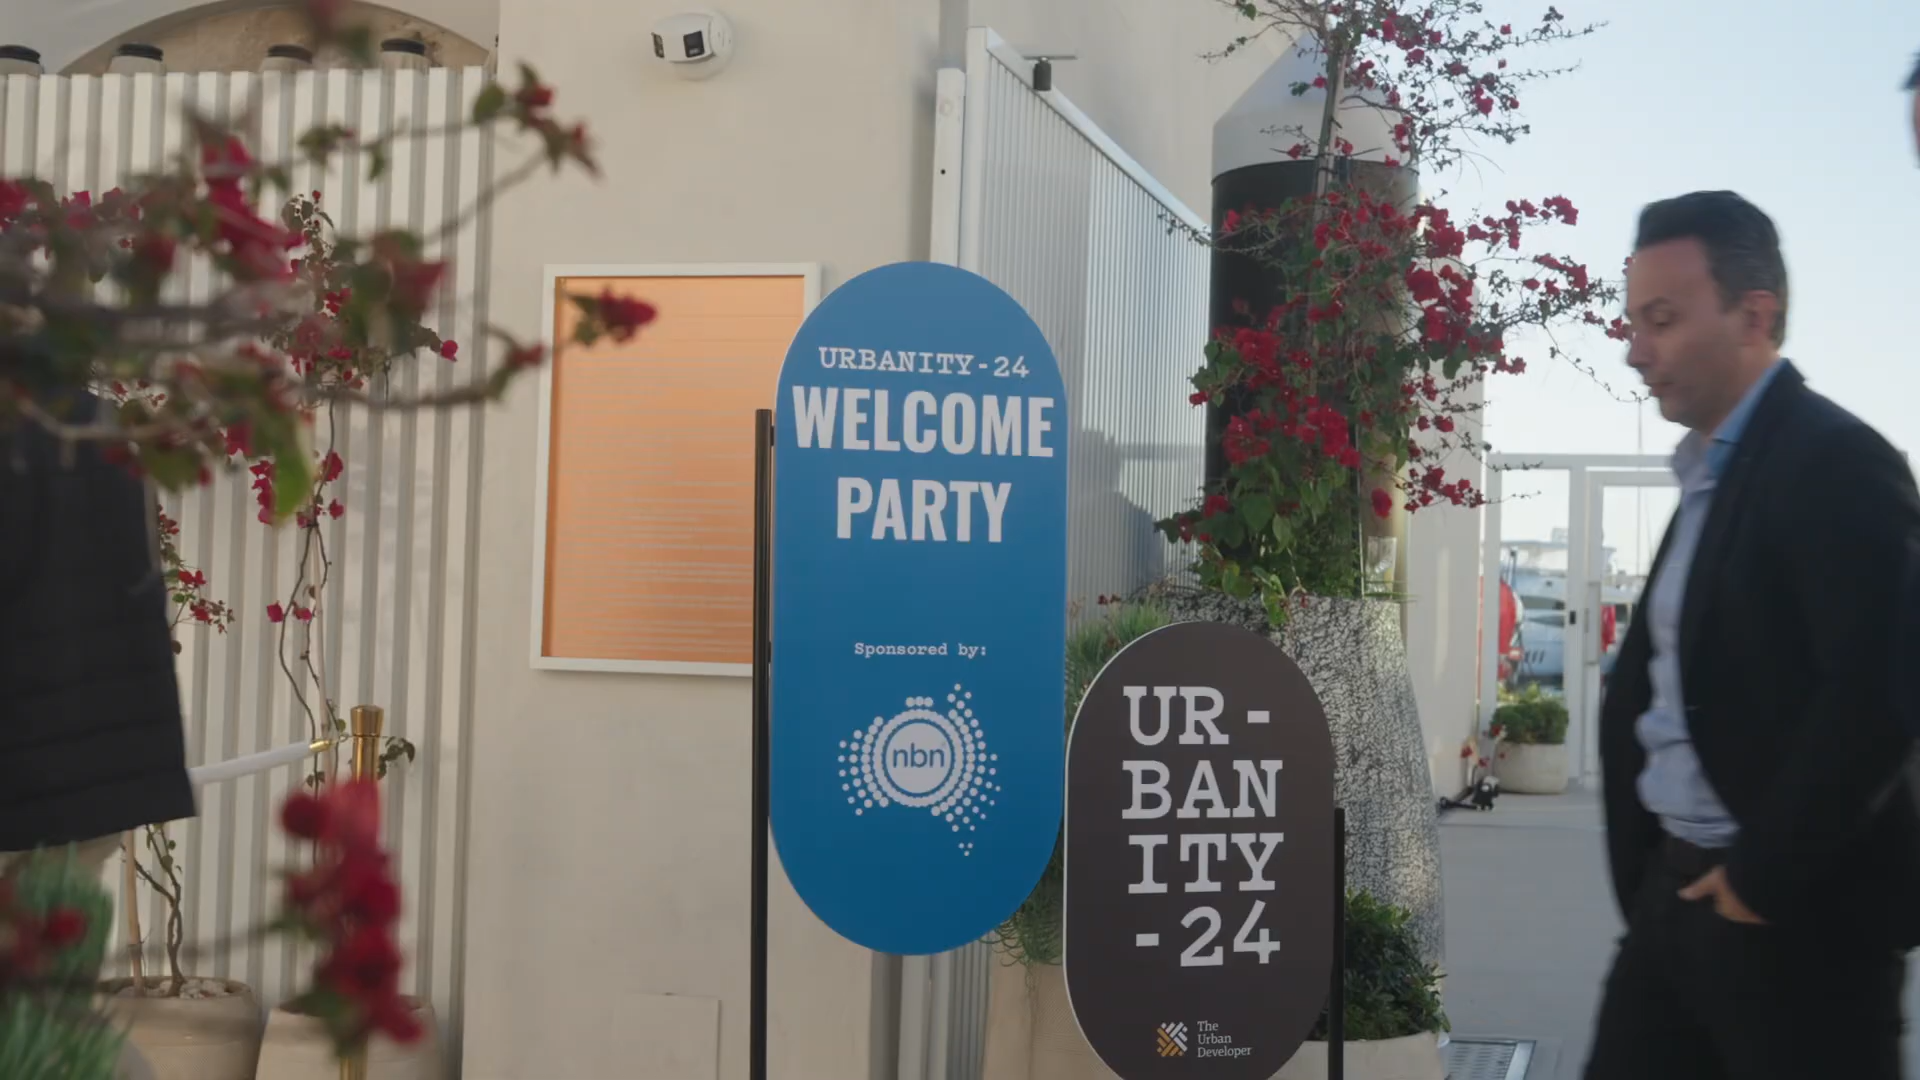 URBANITY-24
WELCOME
PARTY
Sponsored by:
nbn
UR-
BAN
ITY
-24
The
Urban
Developer